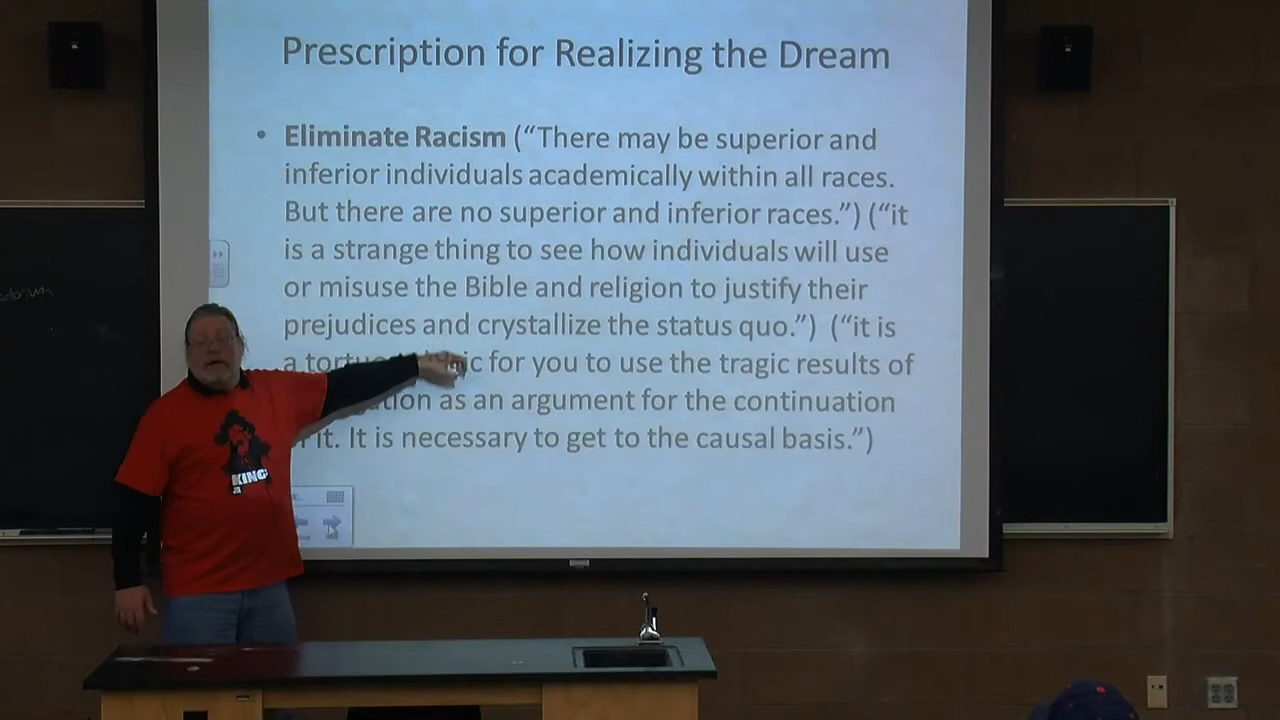 Prescription for Realizing the Dream
• Eliminate Racism (“There may be superior and
inferior individuals academically within all races.
But there are no superior and inferior races.”) (“it
is a strange thing to see how individuals will use
or misuse the Bible and religion to justify their
prejudices and crystallize the status quo.”) (“it is
a for you to use the tragic results of
as an argument for the continuation
it. It is necessary to get to the causal basis.”)
KING